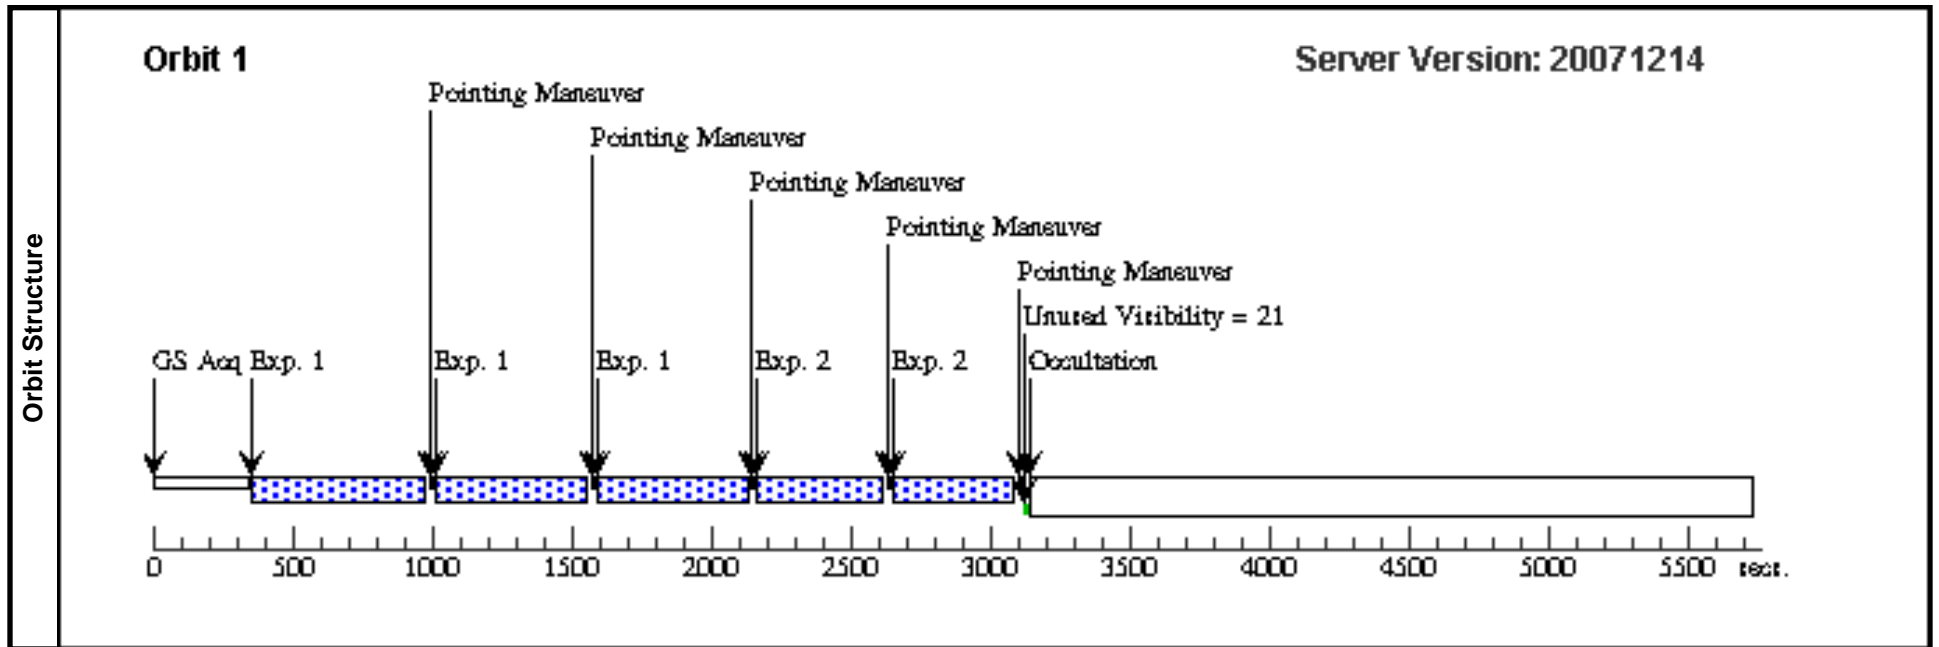 Orbit Structure
Orbit 1
Server Version: 20071214
Pointing Maneuver
Pointing Maneuver
Pointing Maneuver
Pointing Maneuver
Pointing Maneuver
Unused Visibility = 21
GS Acq Exp. 1 Exp. 1 Exp. 1 Exp. 2 Exp. 2 Occultation
0 500 1000 1500 2000 2500 3000 3500 4000 4500 5000 5500 secs.